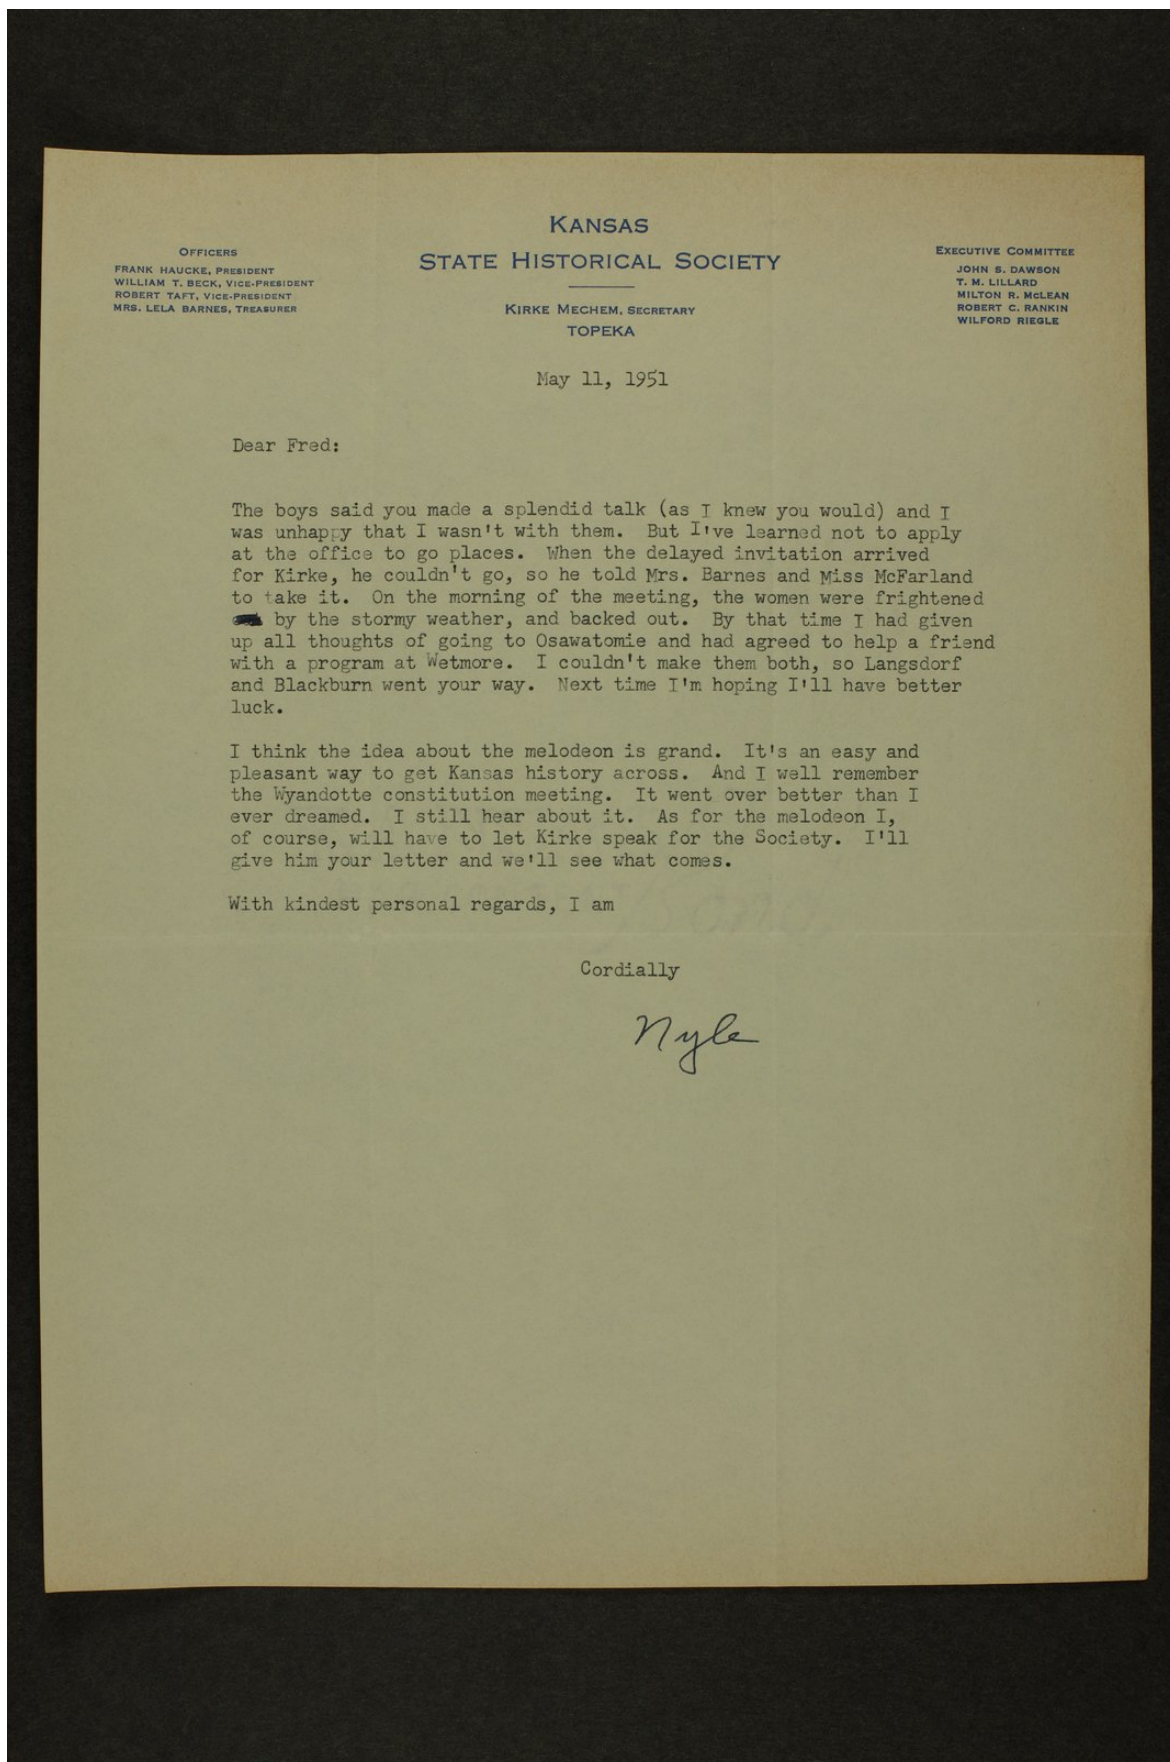 KANSAS
STATE HISTORICAL SOCIETY
KIRKE MECHEM, SECRETARY
TOPEKA
OFFICERS
FRANK HAUCKE, PRESIDENT
WILLIAM T. BECK, VICE-PRESIDENT
ROBERT TAFT, VICE-PRESIDENT
MRS. LELA BARNES, TREASURER
EXECUTIVE COMMITTEE
JOHN S. DAWSON
T. M. LILLARD
MILTON R. McLEAN
ROBERT C. RANKIN
WILFORD RIEGLE
May 11, 1951
Dear Fred:
The boys said you made a splendid talk (as I knew you would) and I
was unhappy that I wasn't with them. But I've learned not to apply
at the office to go places. When the delayed invitation arrived
for Kirke, he couldn't go, so he told Mrs. Barnes and Miss McFarland
to take it. On the morning of the meeting, the women were frightened
by the stormy weather, and backed out. By that time I had given
up all thoughts of going to Osawatomie and had agreed to help a friend
with a program at Wetmore. I couldn't make them both, so Langsdorf
and Blackburn went your way. Next time I'm hoping I'll have better
luck.
I think the idea about the melodeon is grand. It's an easy and
pleasant way to get Kansas history across. And I well remember
the Wyandotte constitution meeting. It went over better than I
ever dreamed. I still hear about it. As for the melodeon I,
of course, will have to let Kirke speak for the Society. I'll
give him your letter and we'll see what comes.
With kindest personal regards, I am
Cordially
Nyle